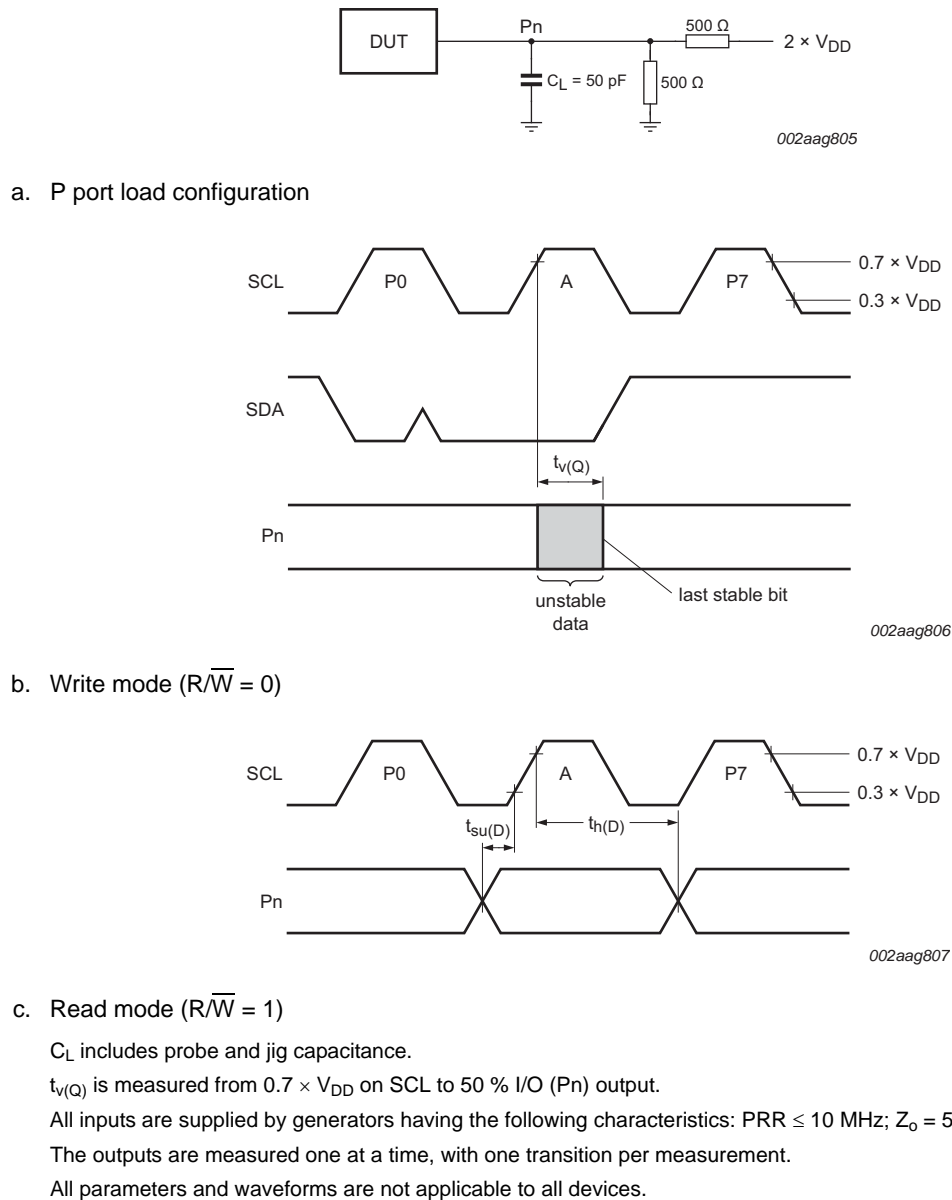 DUT
Pn
500 Ω
2 × VDD
CL = 50 pF
500 Ω
002aag805
a. P port load configuration
SCL
P0
A
P7
0.7 × VDD
0.3 × VDD
SDA
tv(Q)
Pn
unstable
data
last stable bit
002aag806
b. Write mode (R/W̅ = 0)
SCL
P0
A
P7
0.7 × VDD
0.3 × VDD
tsu(D)
th(D)
Pn
002aag807
c. Read mode (R/W̅ = 1)
CL includes probe and jig capacitance.
tv(Q) is measured from 0.7 × VDD on SCL to 50 % I/O (Pn) output.
All inputs are supplied by generators having the following characteristics: PRR ≤ 10 MHz; Zo = 5
The outputs are measured one at a time, with one transition per measurement.
All parameters and waveforms are not applicable to all devices.